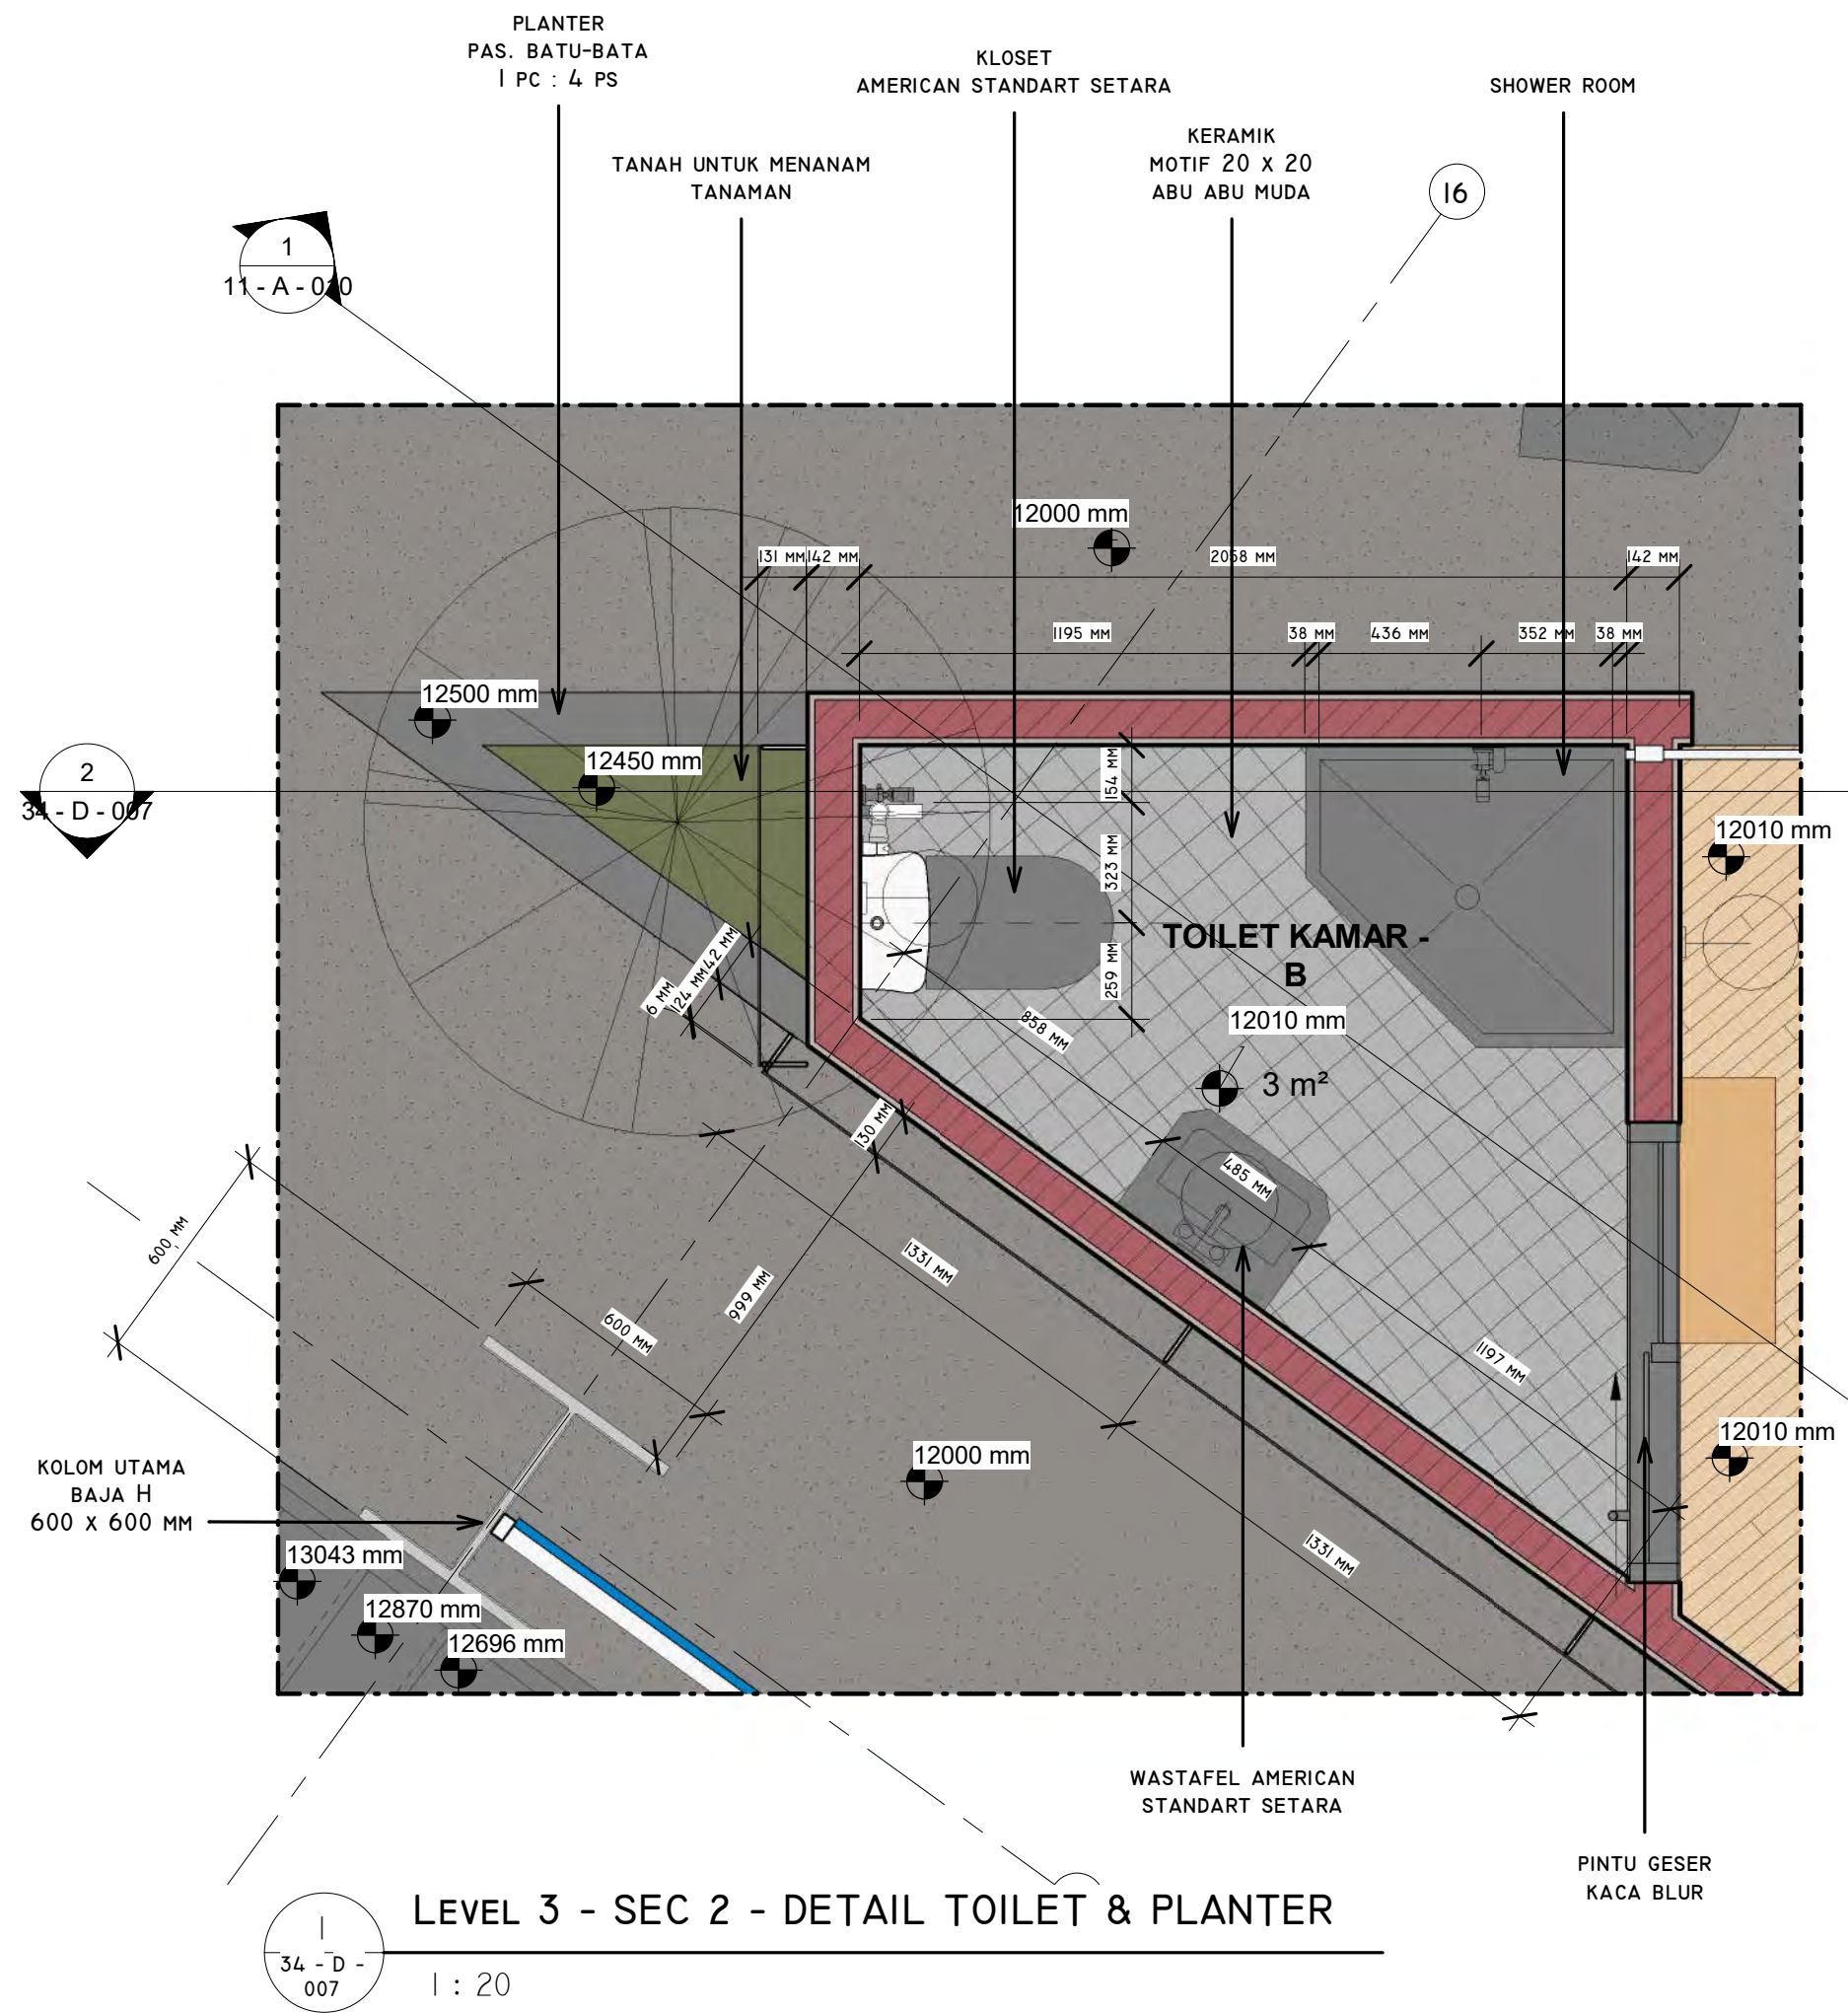 PLANTER
PAS. BATU-BATA
1 PC : 4 PS
KLOSET
AMERICAN STANDART SETARA
SHOWER ROOM
KERAMIK
MOTIF 20 X 20
ABU ABU MUDA
TANAH UNTUK MENANAM
TANAMAN
16
1
11 - A - 010
12000 mm
131 MM
142 MM
2058 MM
142 MM
1195 MM
38 MM
436 MM
352 MM
38 MM
12500 mm
12450 mm
2
34 - D - 007
154 MM
323 MM
259 MM
12010 mm
TOILET KAMAR -
B
12010 mm
3 m²
6 MM
124 MM
42 MM
858 MM
130 MM
485 MM
600 MM
1331 MM
999 MM
600 MM
1197 MM
12000 mm
12010 mm
KOLOM UTAMA
BAJA H
600 X 600 MM
1331 MM
13043 mm
12870 mm
12696 mm
WASTAFEL AMERICAN
STANDART SETARA
PINTU GESER
KACA BLUR
LEVEL 3 - SEC 2 - DETAIL TOILET & PLANTER
1
34 - D -
007
1 : 20